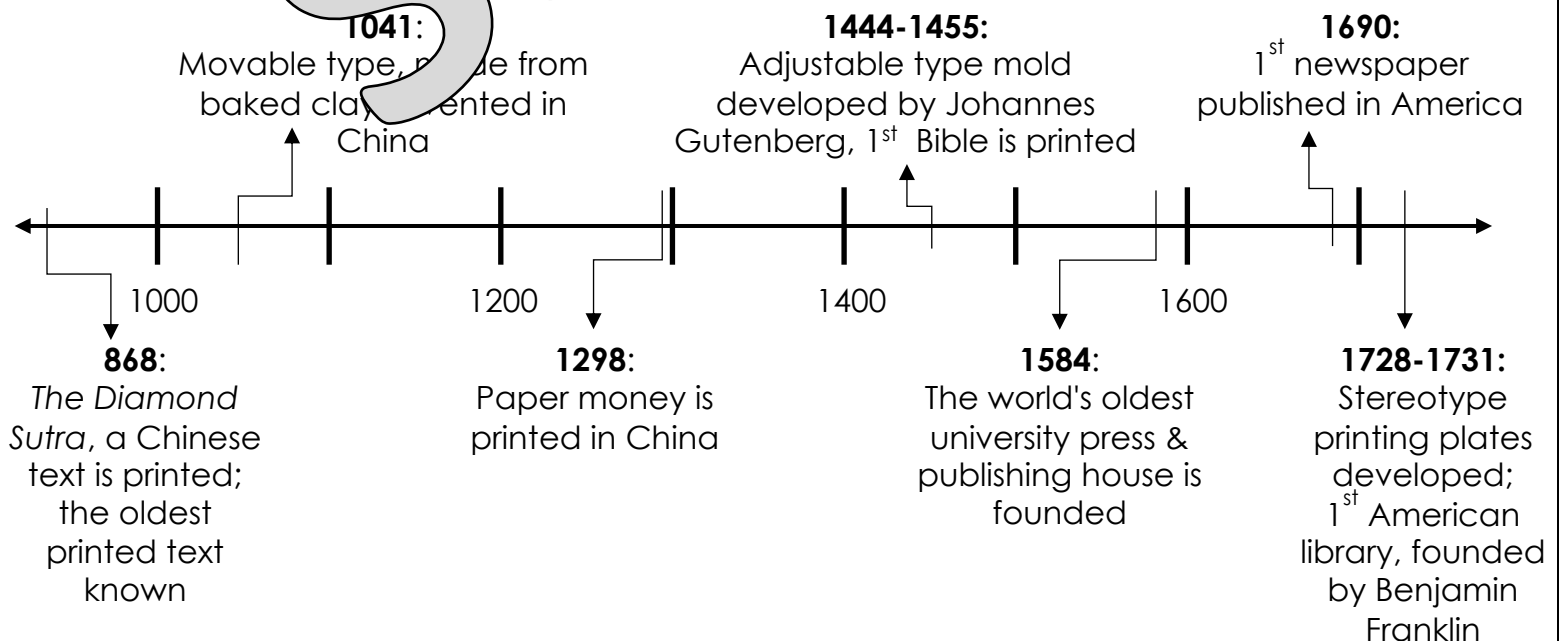 1041:
Movable type, from
baked clay in
China
1444-1455:
Adjustable type mold
developed by Johannes
Gutenberg, 1st Bible is printed
1690:
1st newspaper
published in America
1000 1200 1400 1600
868:
The Diamond
Sutra, a Chinese
text is printed;
the oldest
printed text
known
1298:
Paper money is
printed in China
1584:
The world's oldest
university press &
publishing house is
founded
1728-1731:
Stereotype
printing plates
developed;
1st American
library, founded
by Benjamin
Franklin